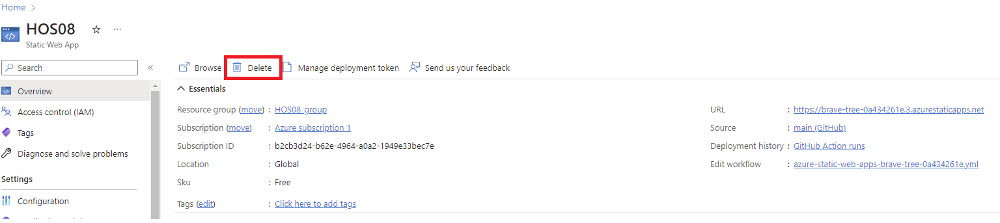 Home >
HOS08 ☆ ...
Static Web App
Search «
Overview
Access control (IAM)
Tags
Diagnose and solve problems
Settings
Configuration
Browse Delete Manage deployment token Send us your feedback
Essentials
Resource group (move) : HOS08_group
Subscription (move) : Azure subscription 1
Subscription ID : b2cb3d24-b62e-4964-a0a2-1949e33bec7e
Location : Global
Sku : Free
Tags (edit) : Click here to add tags
URL : https://brave-tree-0a434261e.3.azurestaticapps.net
Source : main (GitHub)
Deployment history : GitHub Action runs
Edit workflow : azure-static-web-apps-brave-tree-0a434261e.yml